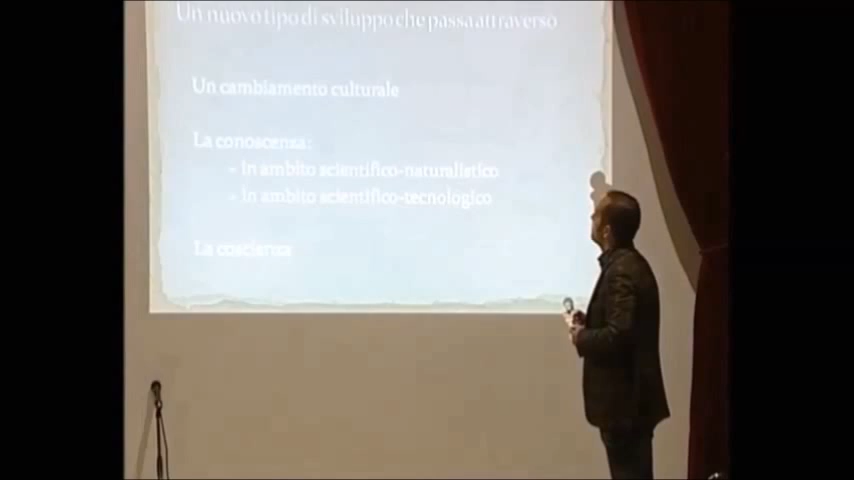 Un nuovo tipo di sviluppo che passa attraverso
Un cambiamento culturale
La conoscenza:
- In ambito scientifico-naturalistico
- In ambito scientifico-tecnologico
La coscienza